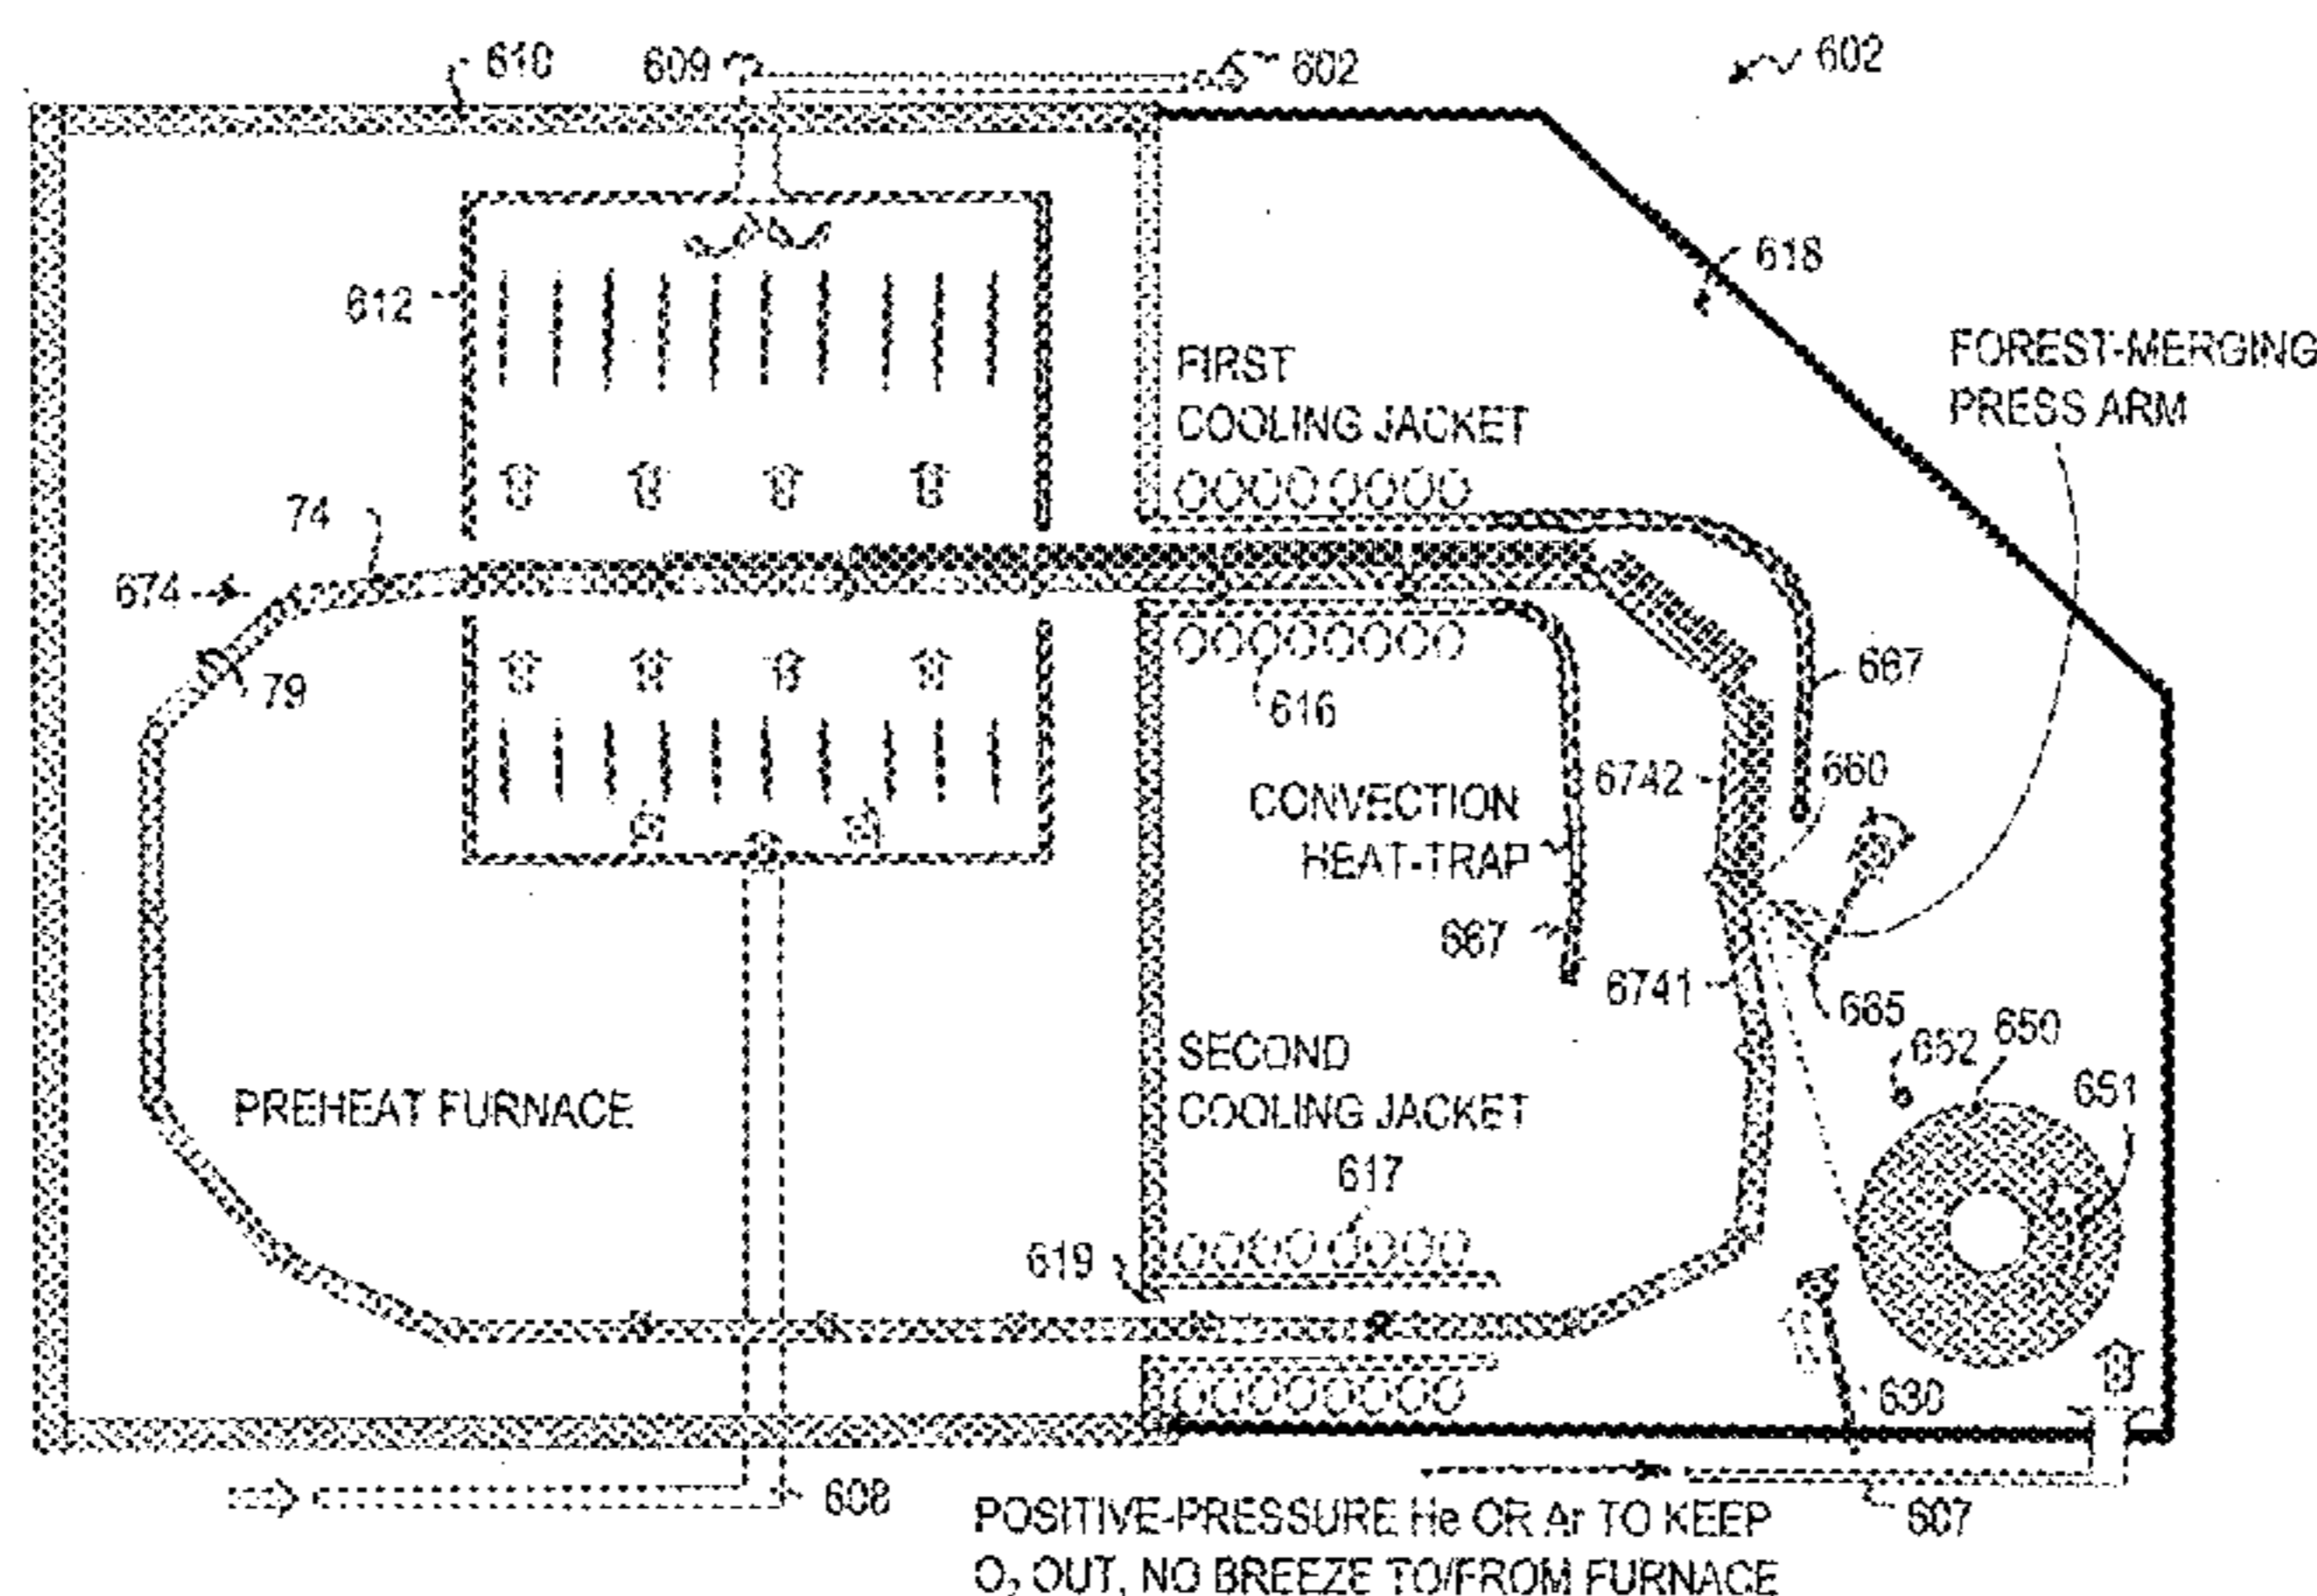 610
609
602
602
618
612
FIRST
COOLING JACKET
FOREST-MERGING
PRESS ARM
74
674
79
667
616
6742
660
CONVECTION
HEAT-TRAP
667
6741
665
652
650
651
SECOND
COOLING JACKET
617
PREHEAT FURNACE
619
630
608
607
POSITIVE-PRESSURE He OR Ar TO KEEP
O₂ OUT, NO BREEZE TO/FROM FURNACE